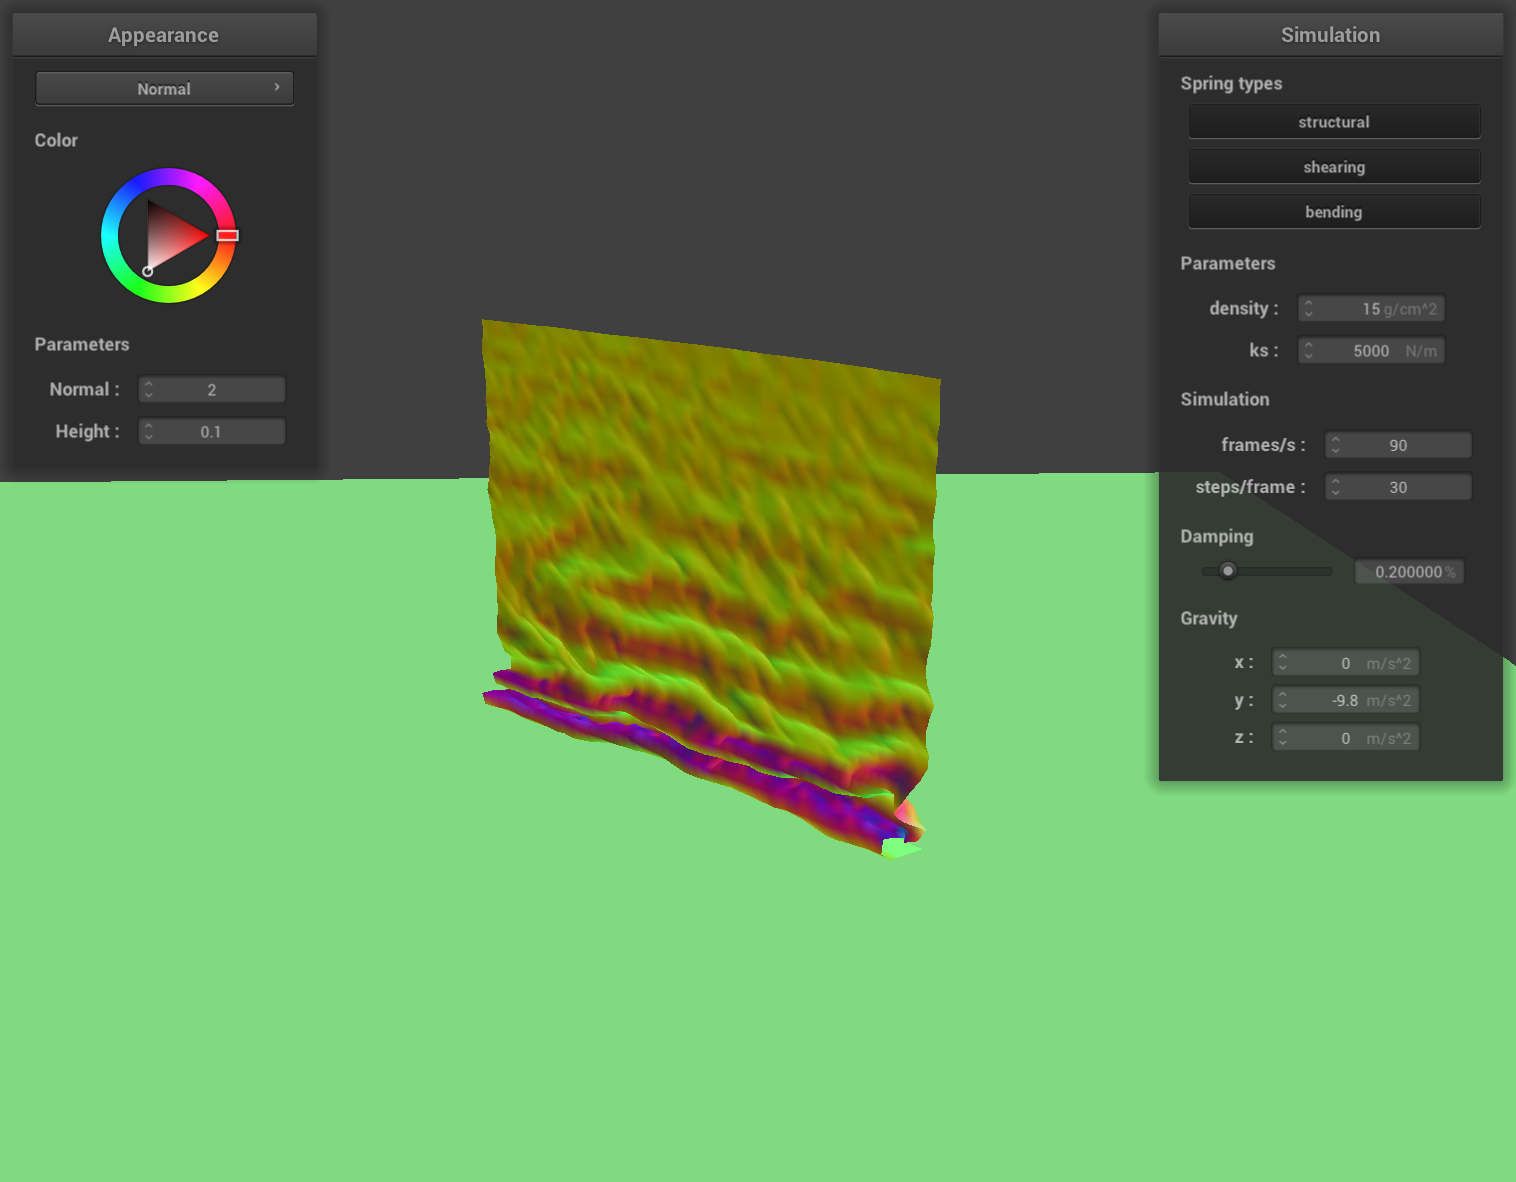 Appearance
Normal
Color
Parameters
Normal : 2
Height : 0.1
Simulation
Spring types
structural
shearing
bending
Parameters
density : 15 g/cm^2
ks : 5000 N/m
Simulation
frames/s : 90
steps/frame : 30
Damping
0.200000 %
Gravity
x : 0 m/s^2
y : -9.8 m/s^2
z : 0 m/s^2